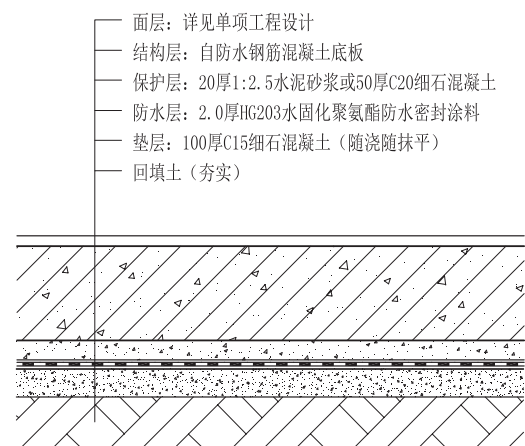 面层：详见单项工程设计
结构层：自防水钢筋混凝土底板
保护层：20厚1:2.5水泥砂浆或50厚C20细石混凝土
防水层：2.0厚HG203水固化聚氨酯防水密封涂料
垫层：100厚C15细石混凝土（随浇随抹平）
回填土（夯实）